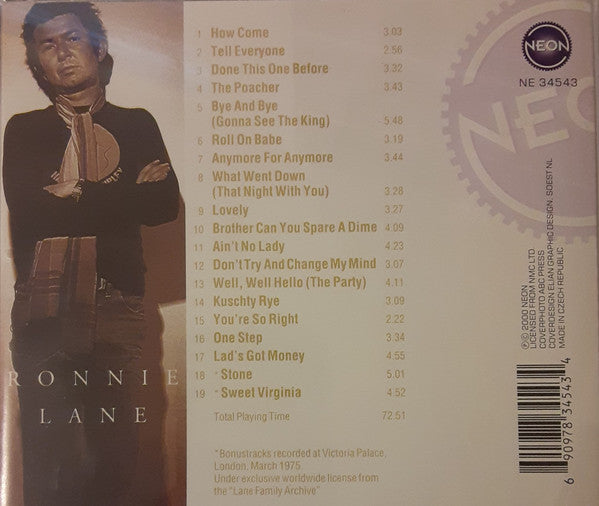 1 How Come 3.03
2 Tell Everyone 2.56
3 Done This One Before 3.32
4 The Poacher 3.43
5 Bye And Bye
(Gonna See The King) 5.48
6 Roll On Babe 3.19
7 Anymore For Anymore 3.44
8 What Went Down
(That Night With You) 3.28
9 Lovely 3.27
10 Brother Can You Spare A Dime 4.09
11 Ain't No Lady 4.23
12 Don't Try And Change My Mind 3.07
13 Well, Well Hello (The Party) 4.11
14 Kuschty Rye 3.09
15 You're So Right 2.22
16 One Step 3.34
17 Lad's Got Money 4.55
18 *Stone 5.01
19 *Sweet Virginia 4.52
Total Playing Time 72.51
*Bonustracks recorded at Victoria Palace,
London, March 1975.
Under exclusive worldwide license from
the "Lane Family Archive"
RONNIE
LANE
NEON
NE 34543
NEO
℗© 2000 NEON.
LICENSED FROM NMC LTD
COVERPHOTO ABC PRESS
COVERDESIGN: ELIAN GRAPHIC DESIGN SOEST NL
MADE IN CZECH REPUBLIC
6 90978 34543 4